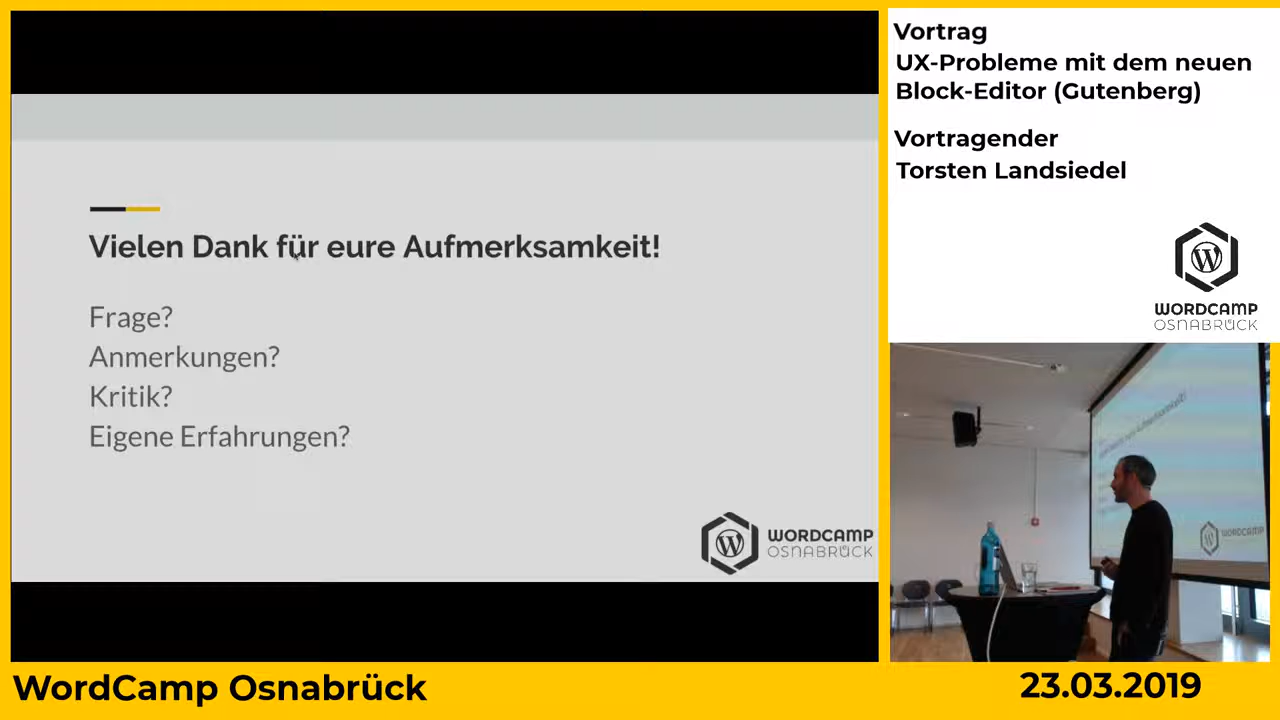 Vielen Dank für eure Aufmerksamkeit!
Frage?
Anmerkungen?
Kritik?
Eigene Erfahrungen?
WORDCAMP
OSNABRÜCK
Vortrag
UX-Probleme mit dem neuen
Block-Editor (Gutenberg)
Vortragender
Torsten Landsiedel
WORDCAMP
OSNABRÜCK
WORDCAMP
WordCamp Osnabrück
23.03.2019